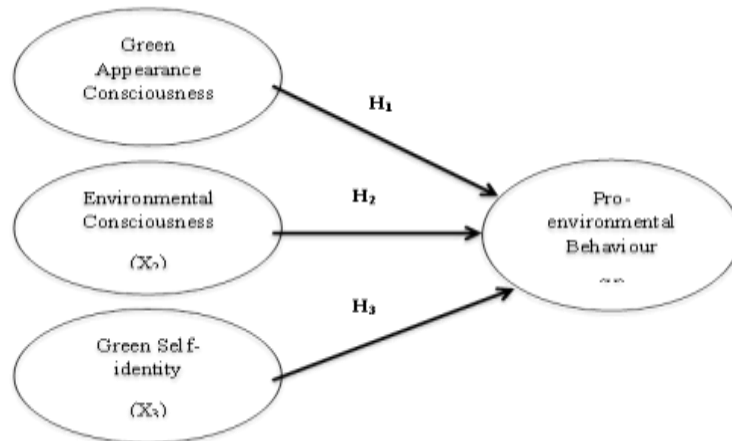 Green
Appearance
Consciousness
H₁
Environmental
Consciousness
(X₂)
H₂
Pro-
environmental
Behaviour
Green Self-
identity
(X₃)
H₃